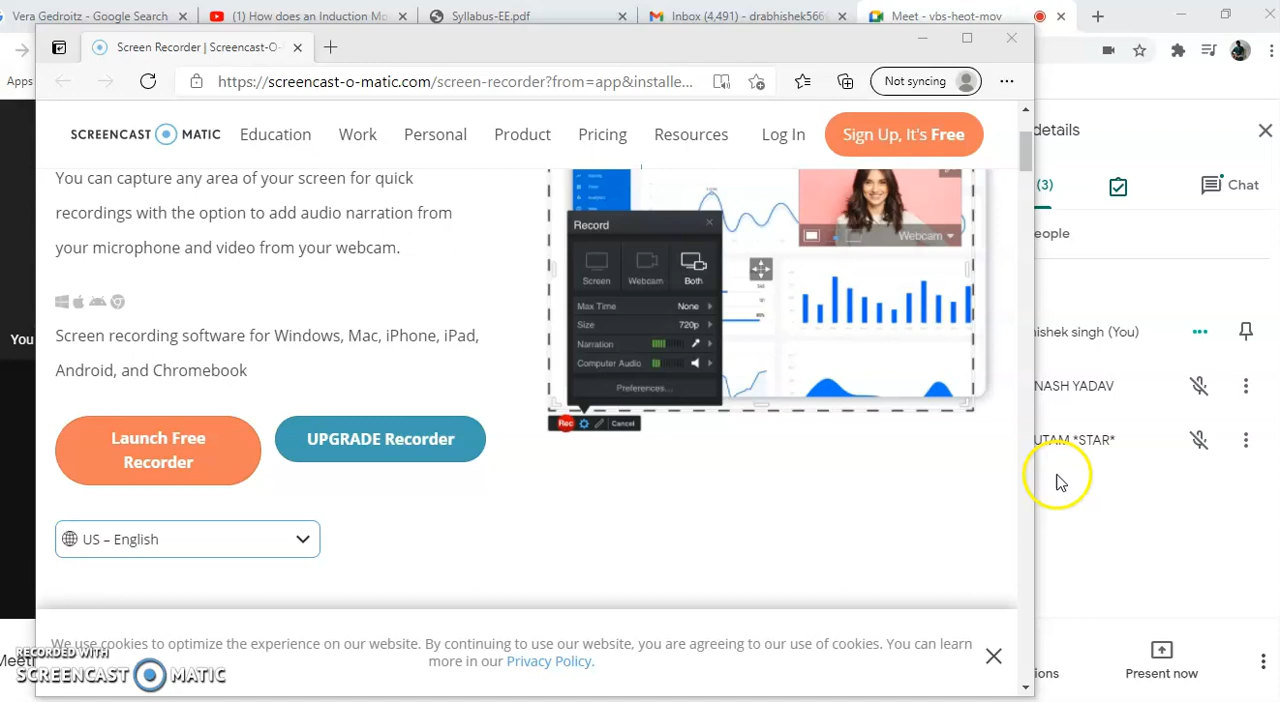 Vera Gedroitz - Google Search
(1) How does an Induction Mo
Syllabus-EE.pdf
Inbox (4,491) - drabhishek566
Meet - vbs-heot-mov
Screen Recorder | Screencast-O-
https://screencast-o-matic.com/screen-recorder?from=app&installe...
Not syncing
Apps
SCREENCAST MATIC
Education
Work
Personal
Product
Pricing
Resources
Log In
Sign Up, It's Free
details
(3)
Chat
eople
You can capture any area of your screen for quick
recordings with the option to add audio narration from
your microphone and video from your webcam.
Record
Screen
Webcam
Both
Max Time None
Size 720p
Narration
Computer Audio
Preferences...
Rec
Cancel
Webcam
Screen recording software for Windows, Mac, iPhone, iPad,
Android, and Chromebook
You
ishek singh (You)
NASH YADAV
UTAM *STAR*
Launch Free
Recorder
UPGRADE Recorder
US – English
We use cookies to optimize the experience on our website. By continuing to use our website, you are agreeing to our use of cookies. You can learn
more in our Privacy Policy.
RECORDED WITH
SCREENCAST MATIC
Meeti
ions
Present now